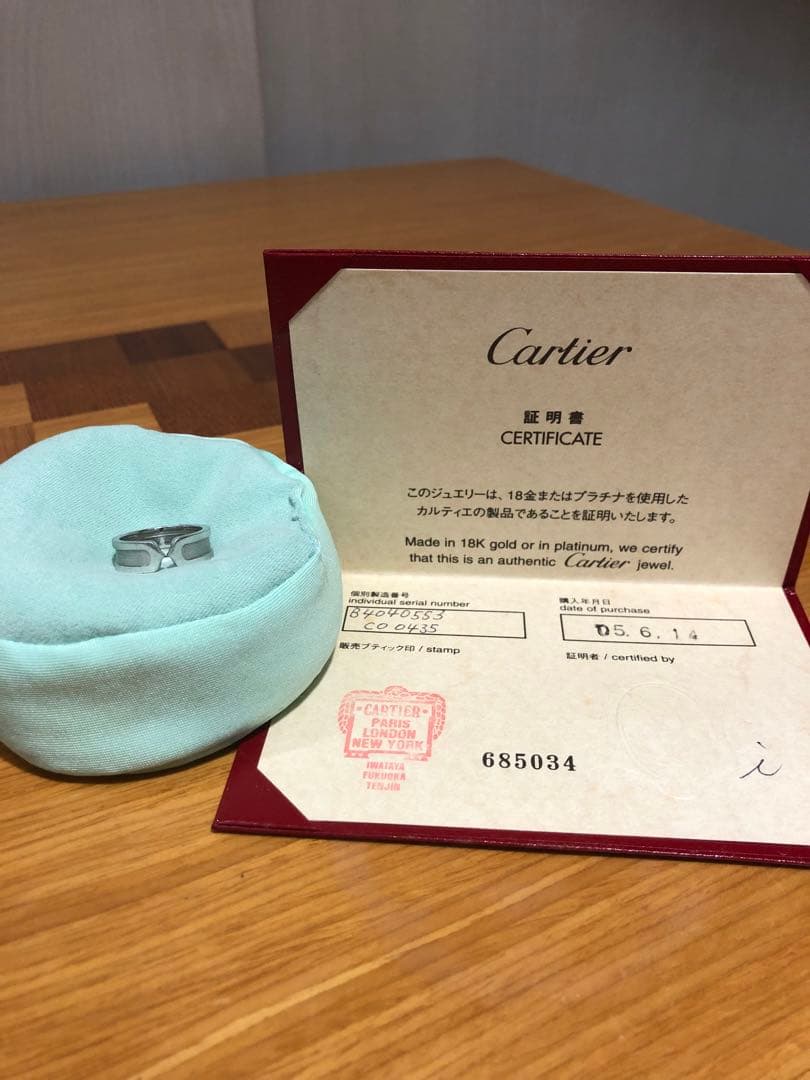 Cartier
証明書
CERTIFICATE
このジュエリーは、18金またはプラチナを使用した
カルティエの製品であることを証明いたします。
Made in 18K gold or in platinum, we certify
that this is an authentic Cartier jewel.
個別製造番号
individual serial number
B4040553
CO 0435
購入年月日
date of purchase
05.6.14
販売ブティック印 / stamp
証明者 / certified by
CARTIER
PARIS
LONDON
NEW YORK
IWATAYA
FUKUOKA
TENJIN
685034